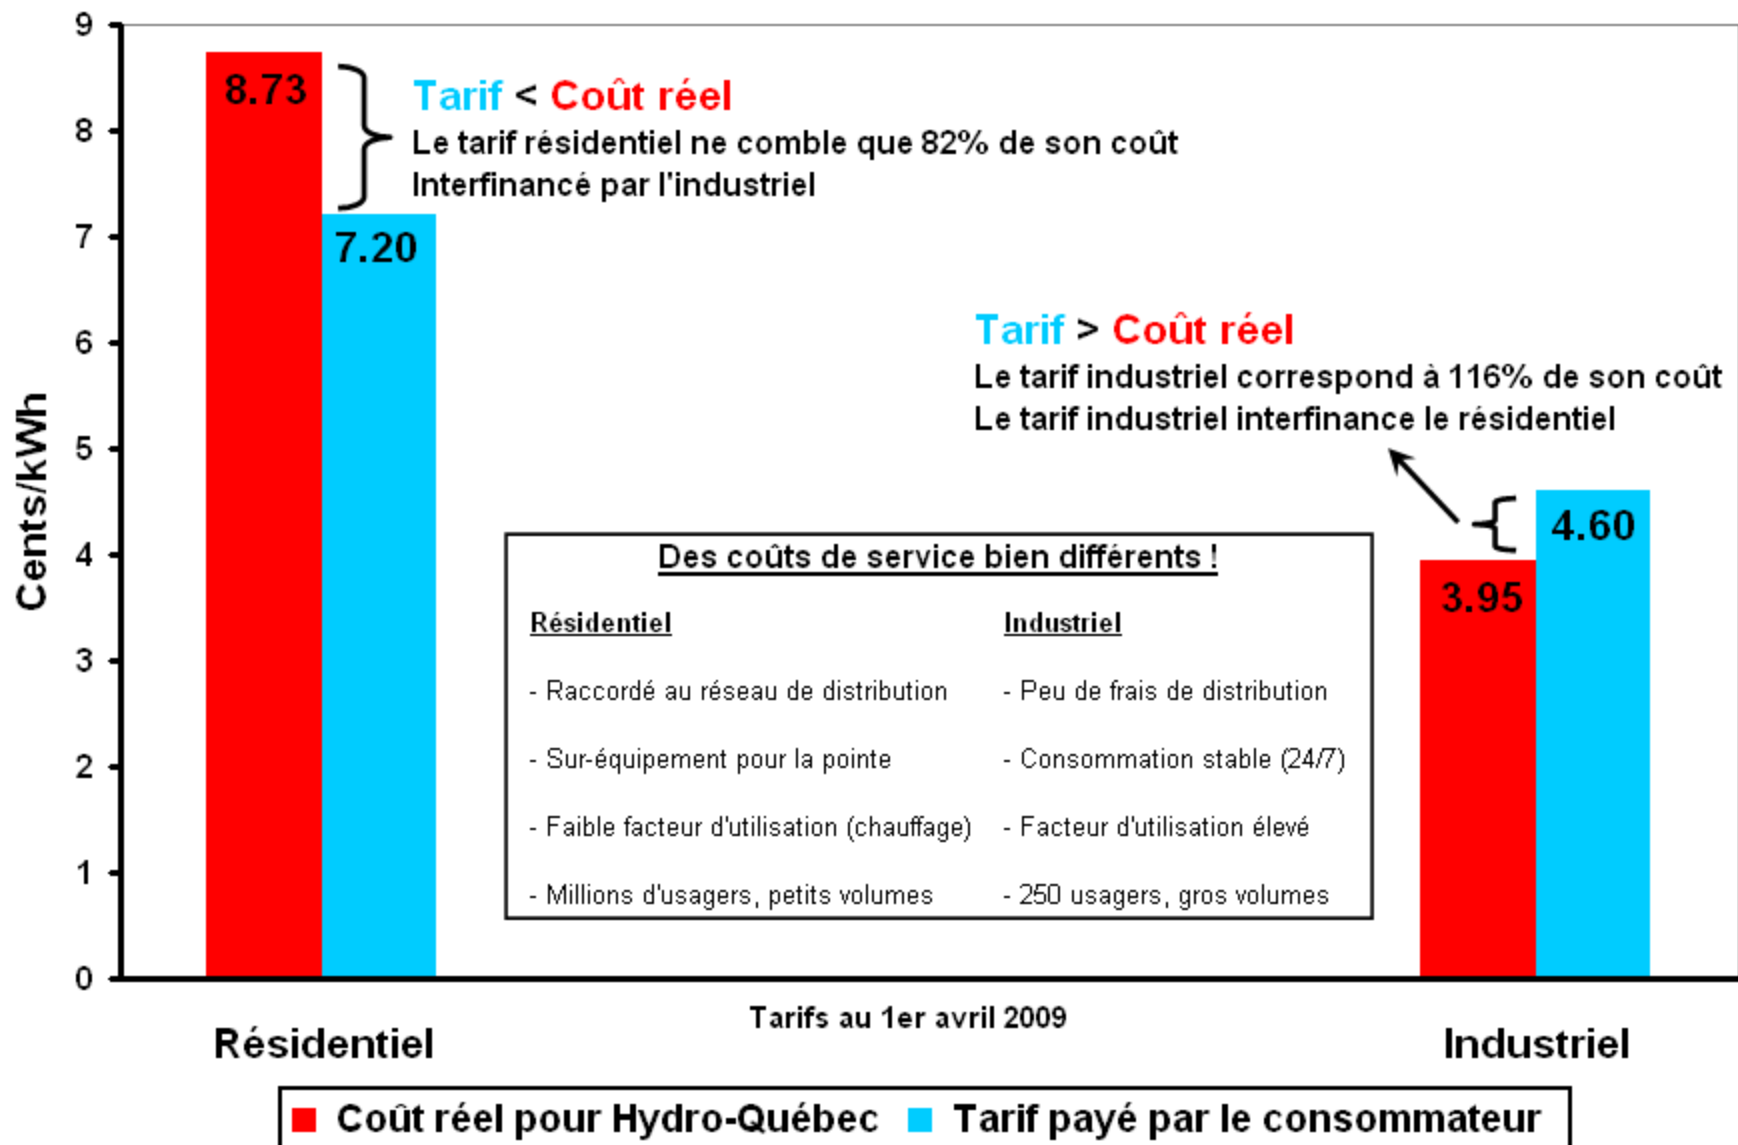 9
8
7
6
5
4
3
2
1
0
Cents/kWh
8.73
7.20
Tarif < Coût réel
Le tarif résidentiel ne comble que 82% de son coût
Interfinancé par l'industriel
Tarif > Coût réel
Le tarif industriel correspond à 116% de son coût
Le tarif industriel interfinance le résidentiel
3.95
4.60
Des coûts de service bien différents !
Résidentiel
- Raccordé au réseau de distribution
- Sur-équipement pour la pointe
- Faible facteur d'utilisation (chauffage)
- Millions d'usagers, petits volumes
Industriel
- Peu de frais de distribution
- Consommation stable (24/7)
- Facteur d'utilisation élevé
- 250 usagers, gros volumes
Tarifs au 1er avril 2009
Résidentiel
Industriel
Coût réel pour Hydro-Québec
Tarif payé par le consommateur